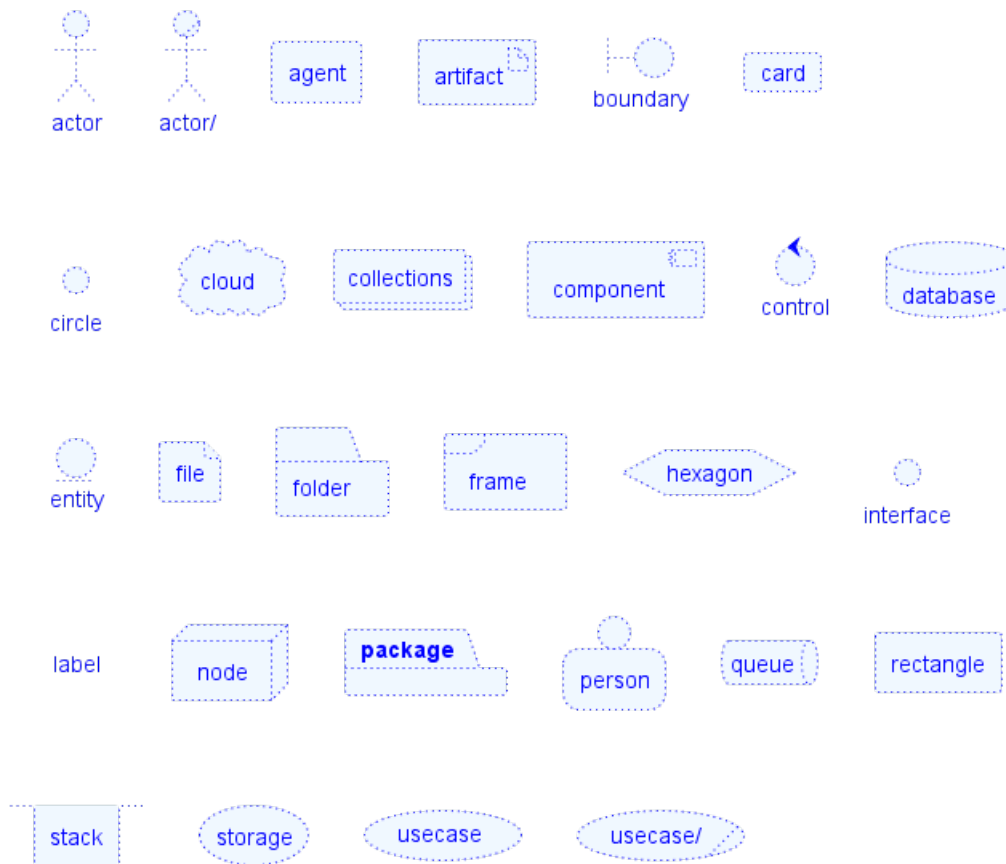 actor
actor/
agent
artifact
boundary
card
circle
cloud
collections
component
control
database
entity
file
folder
frame
hexagon
interface
label
node
package
person
queue
rectangle
stack
storage
usecase
usecase/